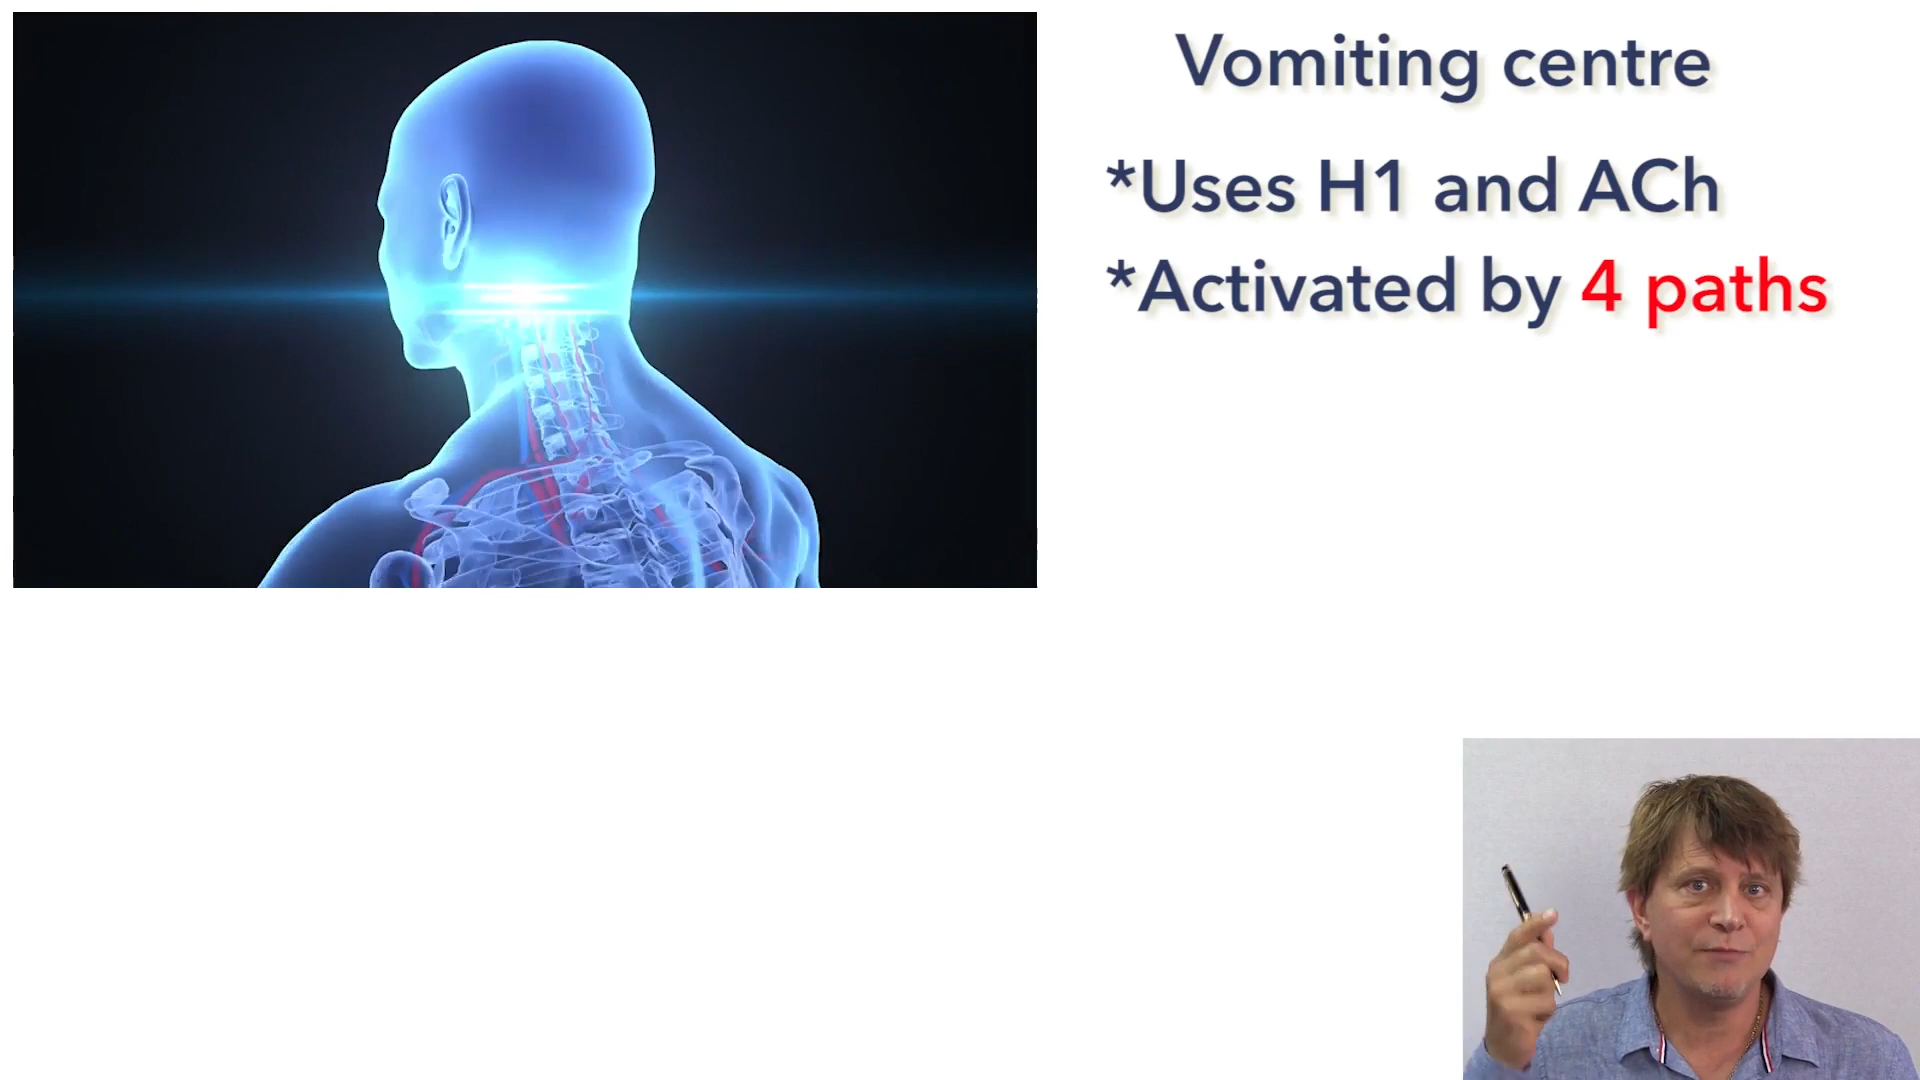 Vomiting centre
*Uses H1 and ACh
*Activated by 4 paths